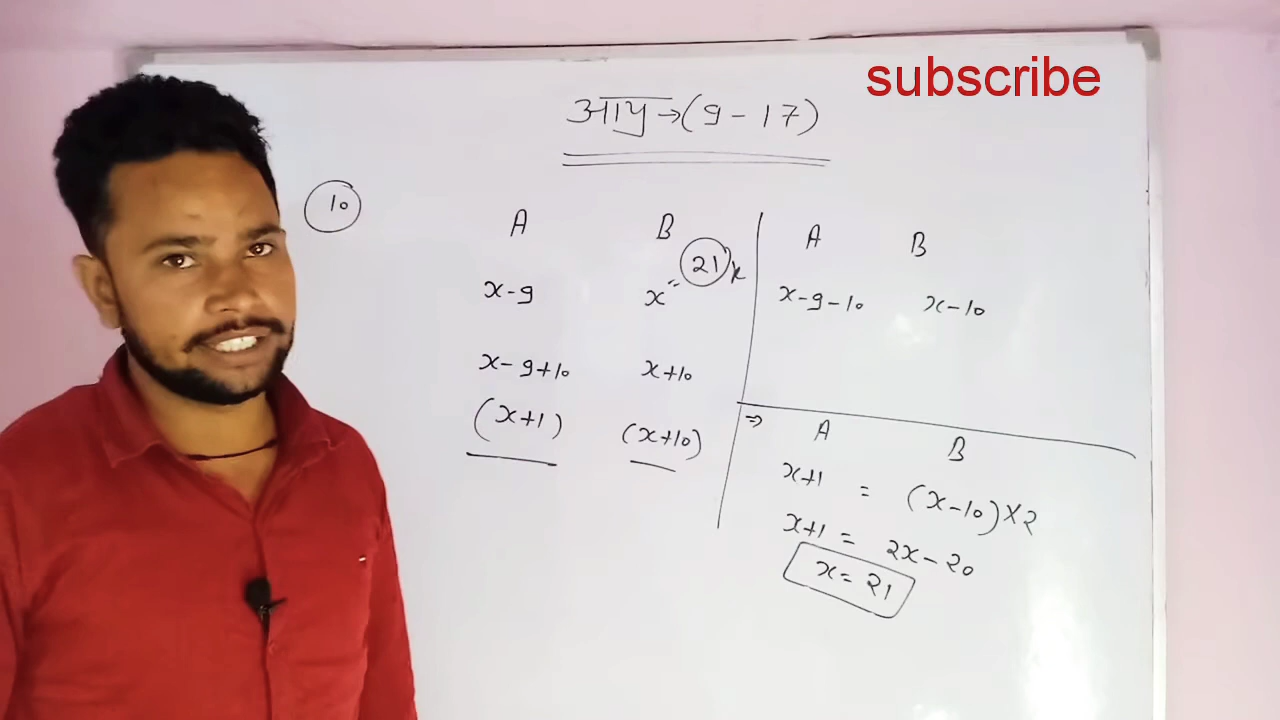 subscribe
आयु → (9 - 17)
10
A B
x-9 x = 21
x-9+10 x+10
(x+1) (x+10)
A B
x-9-10 x-10
⇒ A B
x+1 = (x-10)×2
x+1 = 2x-20
x = 21